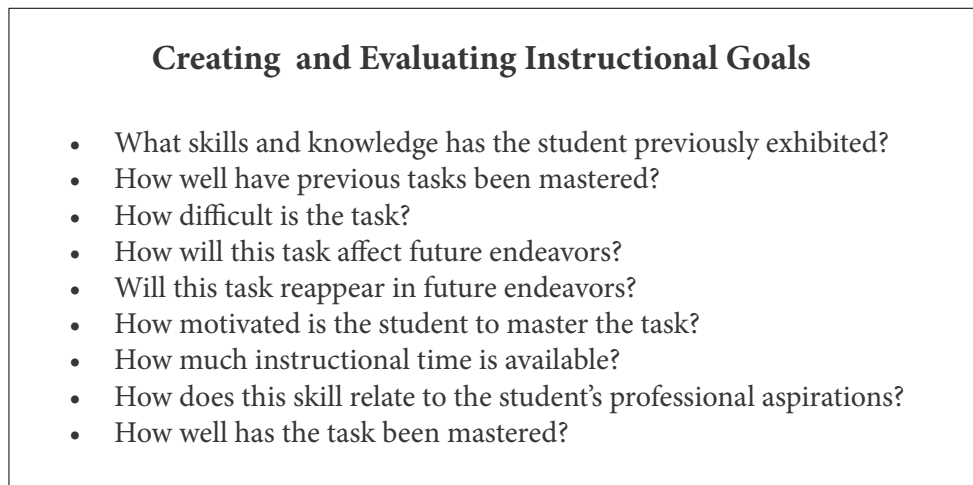 Creating and Evaluating Instructional Goals
• What skills and knowledge has the student previously exhibited?
• How well have previous tasks been mastered?
• How difficult is the task?
• How will this task affect future endeavors?
• Will this task reappear in future endeavors?
• How motivated is the student to master the task?
• How much instructional time is available?
• How does this skill relate to the student’s professional aspirations?
• How well has the task been mastered?